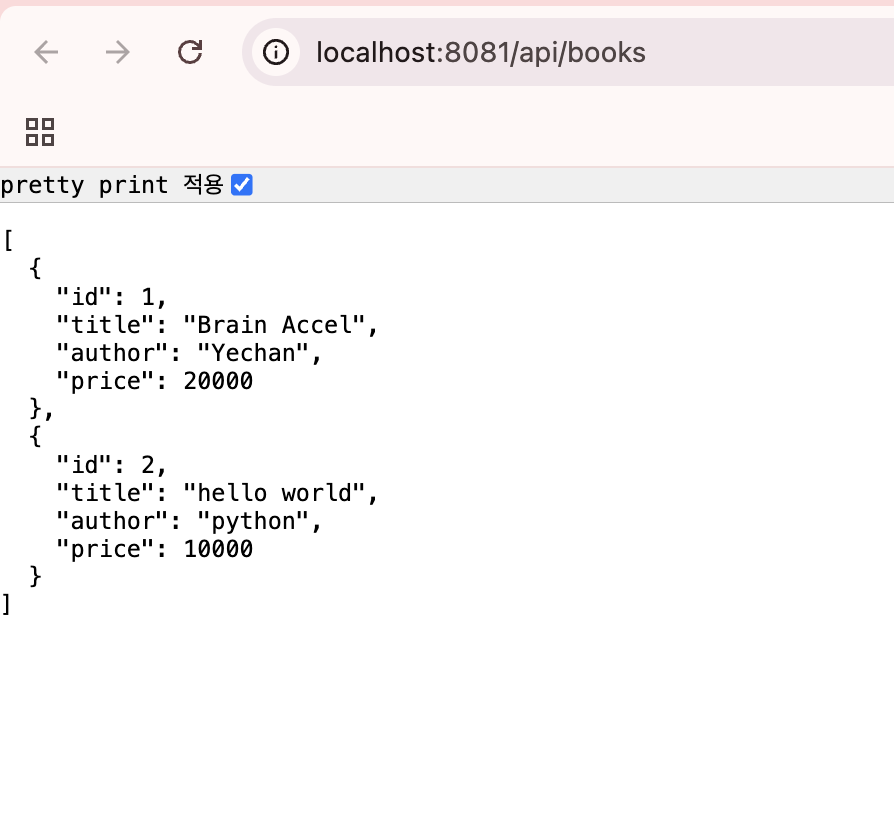 localhost:8081/api/books
pretty print 적용
[
  {
    "id": 1,
    "title": "Brain Accel",
    "author": "Yechan",
    "price": 20000
  },
  {
    "id": 2,
    "title": "hello world",
    "author": "python",
    "price": 10000
  }
]